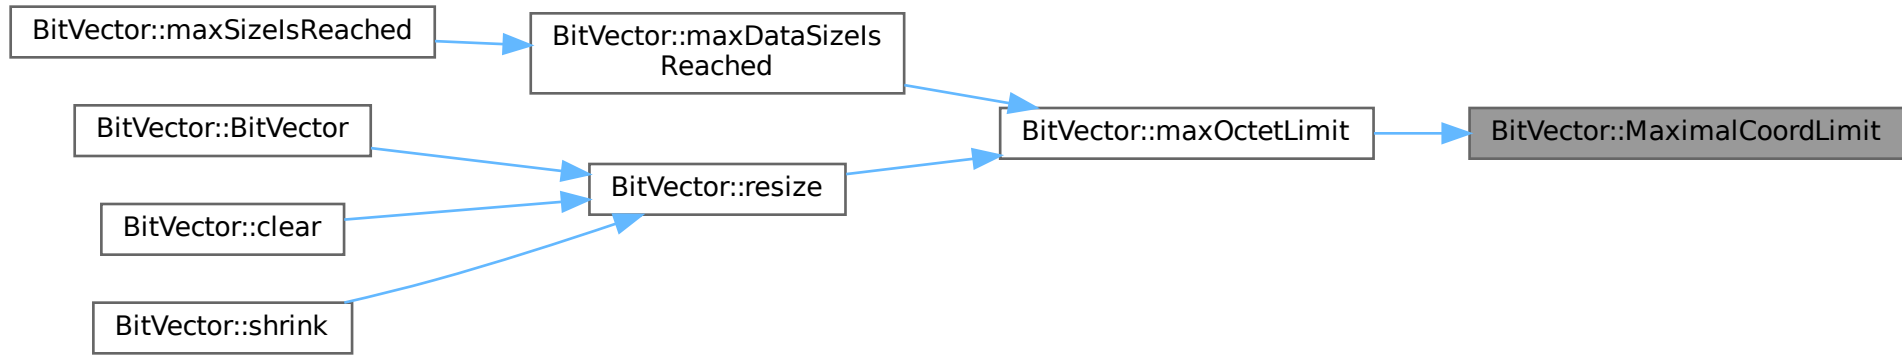 BitVector::maxSizeIsReached
BitVector::maxDataSizeIs
Reached
BitVector::BitVector
BitVector::maxOctetLimit
BitVector::MaximalCoordLimit
BitVector::resize
BitVector::clear
BitVector::shrink